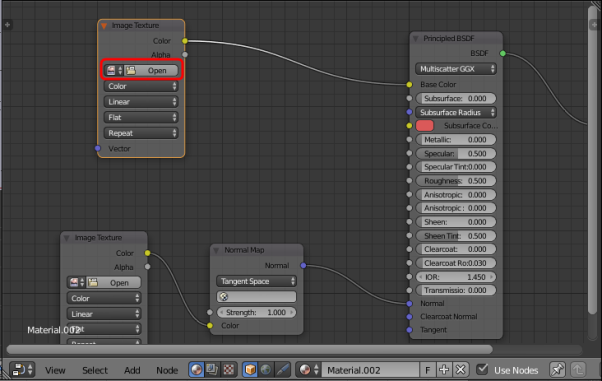 Image Texture
Color
Alpha
Open
Color
Linear
Flat
Repeat
Vector
Principled BSDF
BSDF
Multiscatter GGX
Base Color
Subsurface: 0.000
Subsurface Radius
Subsurface Co...
Metallic: 0.000
Specular: 0.500
Specular Tint:0.000
Roughness: 0.500
Anisotropic: 0.000
Anisotropic : 0.000
Sheen: 0.000
Sheen Tint: 0.500
Clearcoat: 0.000
Clearcoat Ro:0.030
IOR: 1.450
Transmissio: 0.000
Normal
Clearcoat Normal
Tangent
Image Texture
Color
Alpha
Open
Color
Linear
Flat
Repeat
Normal Map
Normal
Tangent Space
Strength: 1.000
Color
Material.002
View Select Add Node Material.002 F Use Nodes